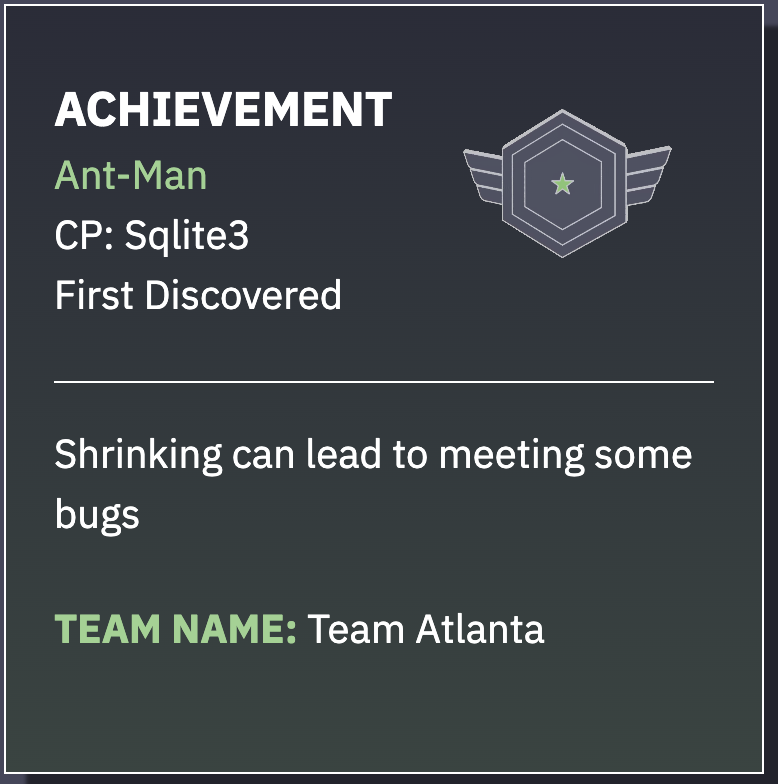 ACHIEVEMENT
Ant-Man
CP: Sqlite3
First Discovered
Shrinking can lead to meeting some
bugs
TEAM NAME: Team Atlanta